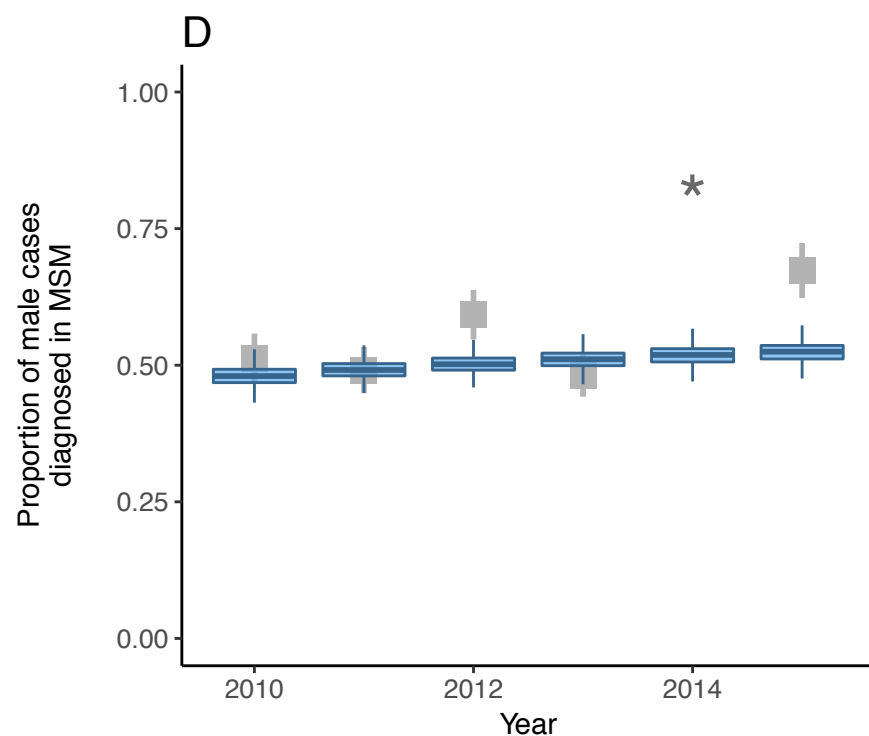 D
Proportion of male cases
diagnosed in MSM
1.00
0.75
0.50
0.25
0.00
*
2010 2012 2014
Year